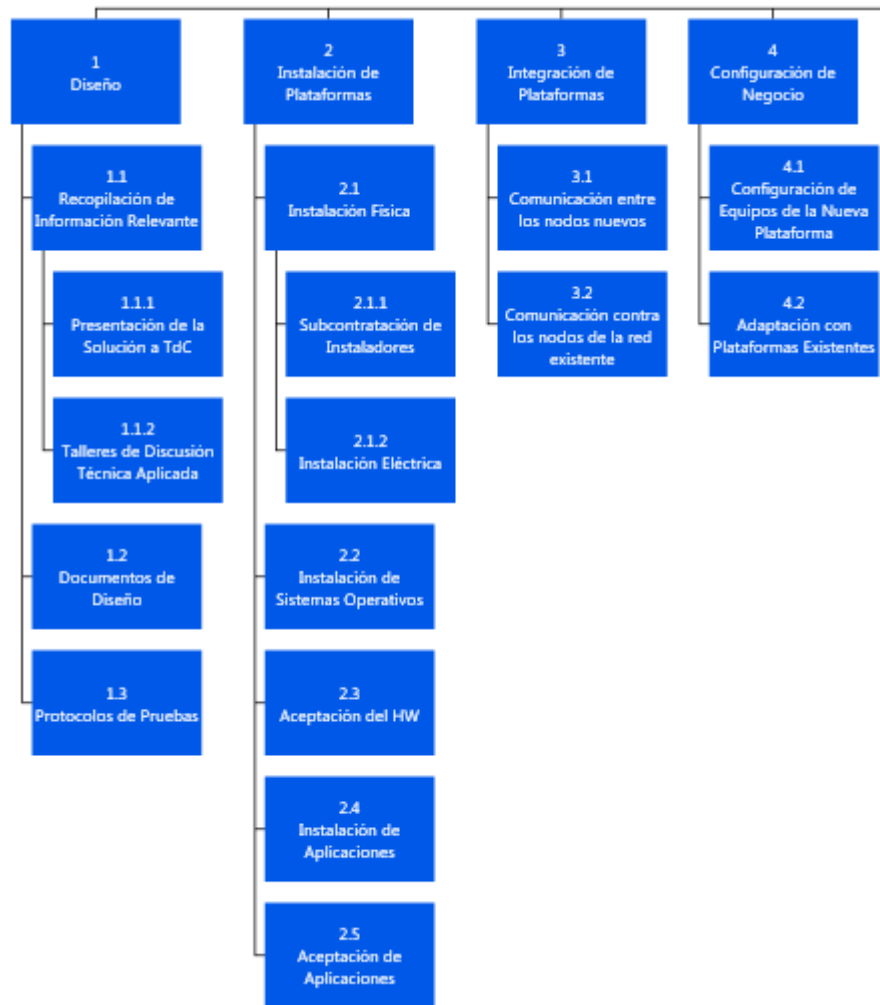 1
Diseño
1.1
Recopilación de
Información Relevante
1.1.1
Presentación de la
Solución a TdC
1.1.2
Talleres de Discusión
Técnica Aplicada
1.2
Documentos de
Diseño
1.3
Protocolos de Pruebas
2
Instalación de
Plataformas
2.1
Instalación Física
2.1.1
Subcontratación de
Instaladores
2.1.2
Instalación Eléctrica
2.2
Instalación de
Sistemas Operativos
2.3
Aceptación del HW
2.4
Instalación de
Aplicaciones
2.5
Aceptación de
Aplicaciones
3
Integración de
Plataformas
3.1
Comunicación entre
los nodos nuevos
3.2
Comunicación contra
los nodos de la red
existente
4
Configuración de
Negocio
4.1
Configuración de
Equipos de la Nueva
Plataforma
4.2
Adaptación con
Plataformas Existentes